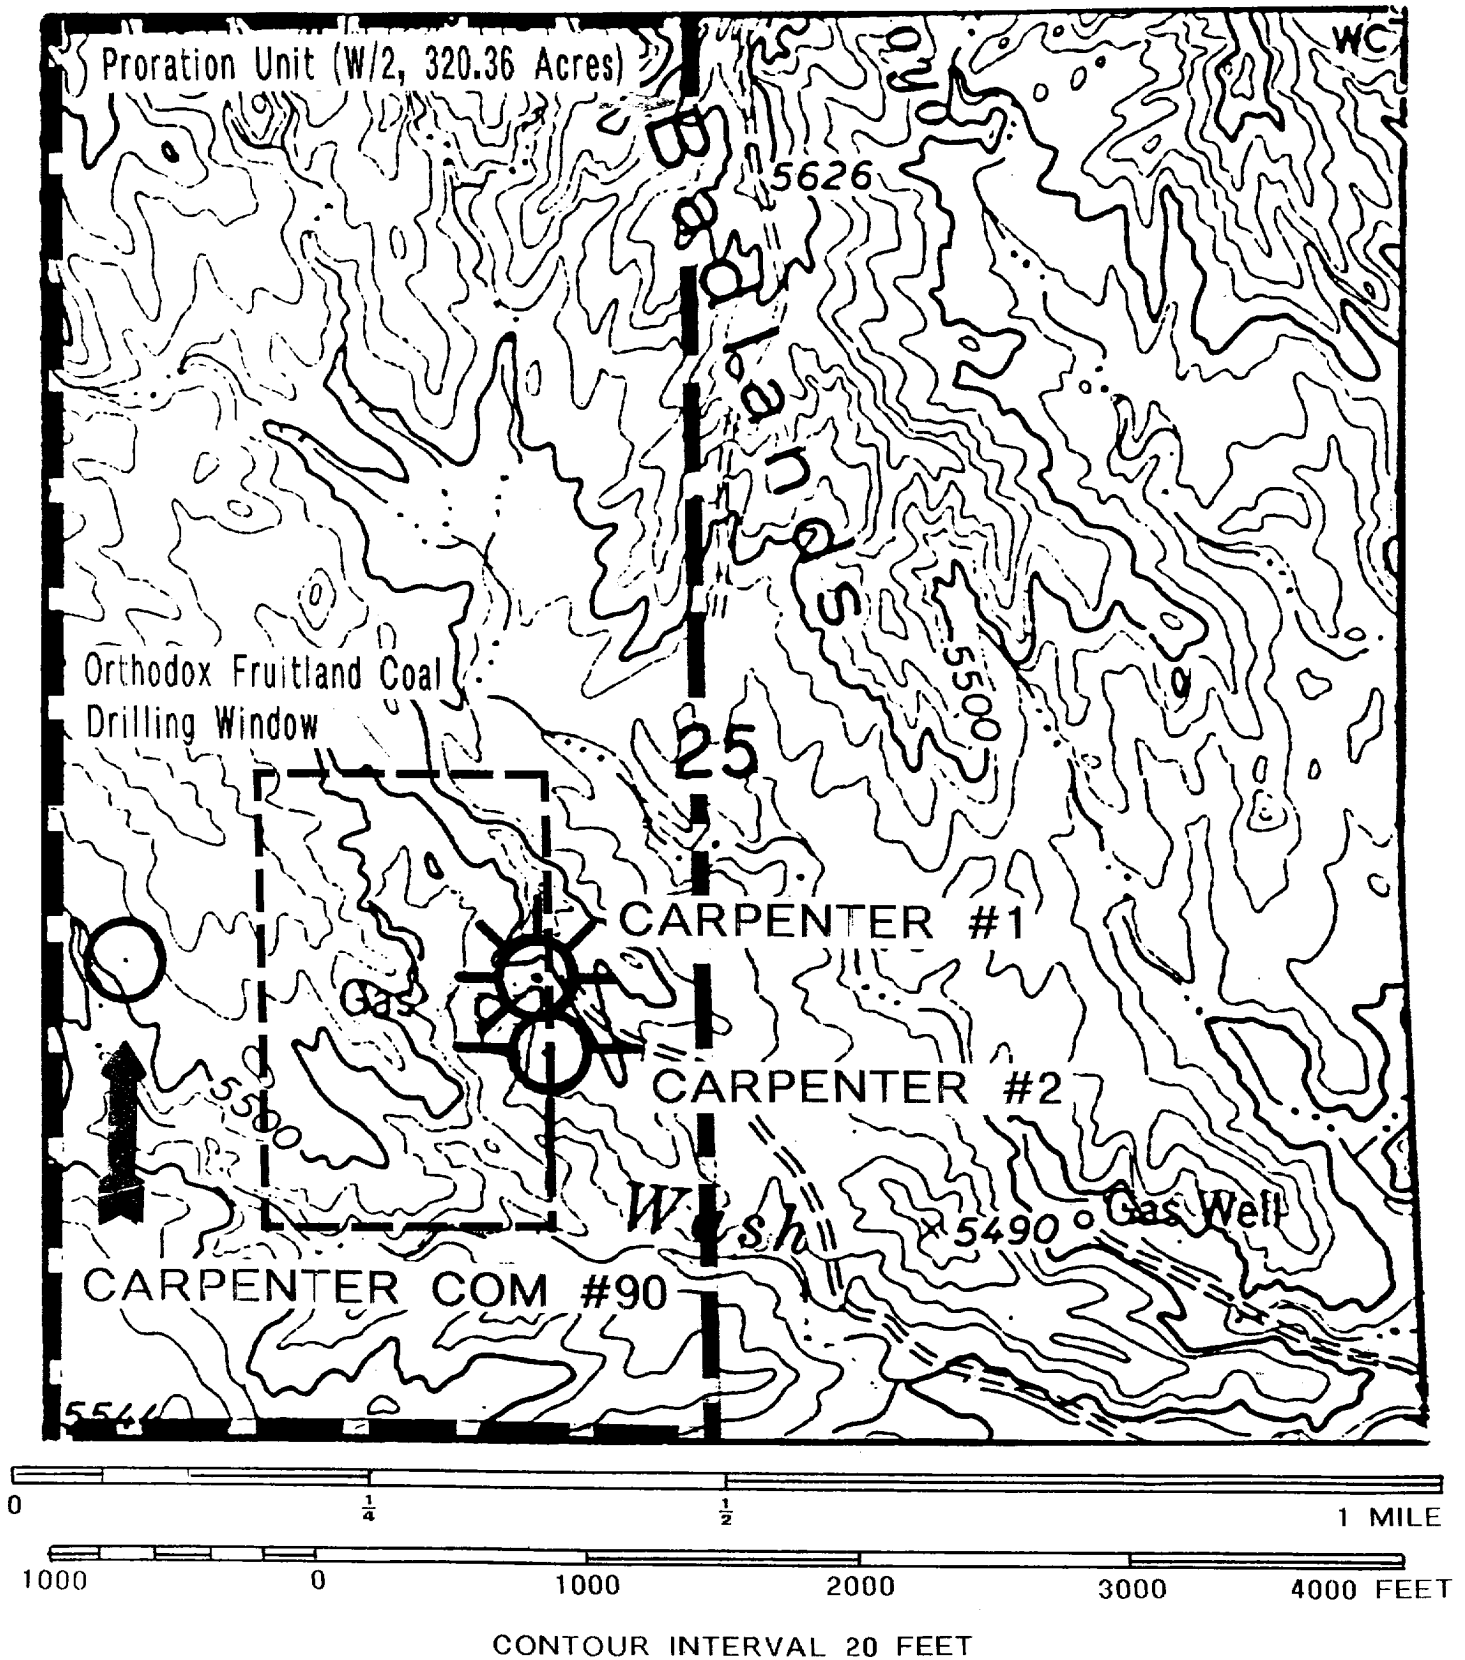 Proration Unit (W/2, 320.36 Acres)
WC
5626
Badlands
Orthodox Fruitland Coal
Drilling Window
5500
25
CARPENTER #1
Gas
CARPENTER #2
5500
Wash
5490
Gas Well
CARPENTER COM #90
0 1/4 1/2 1 MILE
1000 0 1000 2000 3000 4000 FEET
CONTOUR INTERVAL 20 FEET